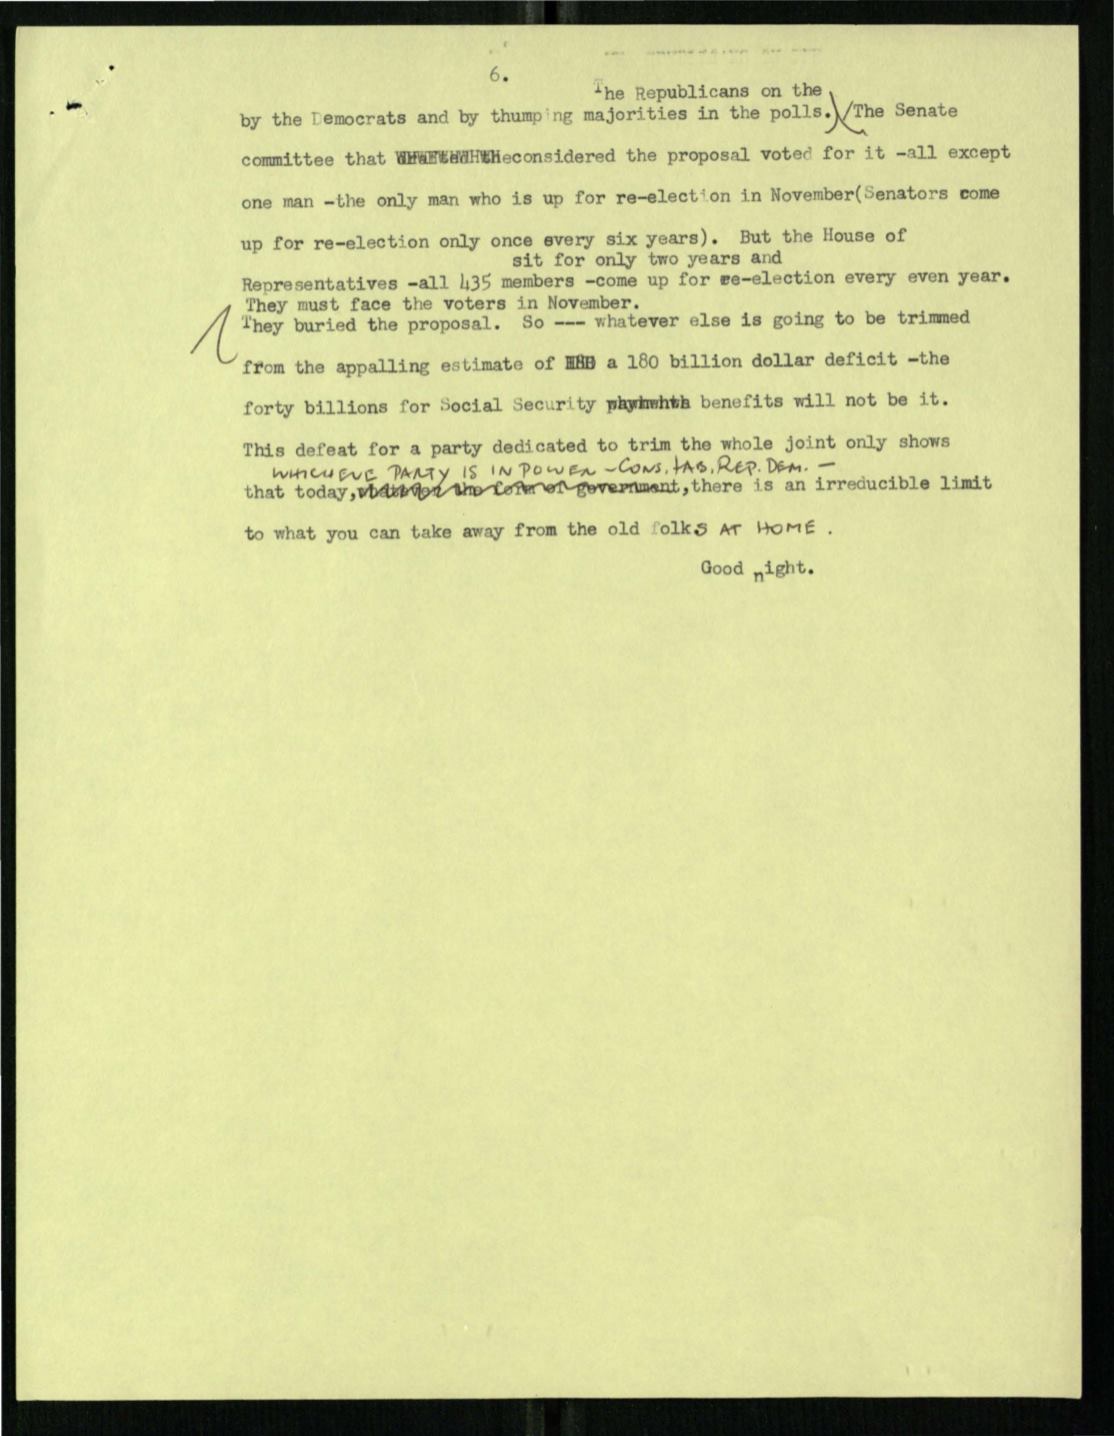 6.
The Republicans on the
by the Democrats and by thumping majorities in the polls. The Senate
committee that considered the proposal voted for it -all except
one man -the only man who is up for re-election in November(Senators come
up for re-election only once every six years). But the House of
sit for only two years and
Representatives -all 435 members -come up for re-election every even year.
They must face the voters in November.
They buried the proposal. So --- whatever else is going to be trimmed
from the appalling estimate of a 180 billion dollar deficit -the
forty billions for Social Security benefits will not be it.
This defeat for a party dedicated to trim the whole joint only shows
WHICHEVE PARTY IS IN POWER - CONS. LAB. REP. DEM. -
that today, whatever the form of government, there is an irreducible limit
to what you can take away from the old folks AT HOME.
Good night.